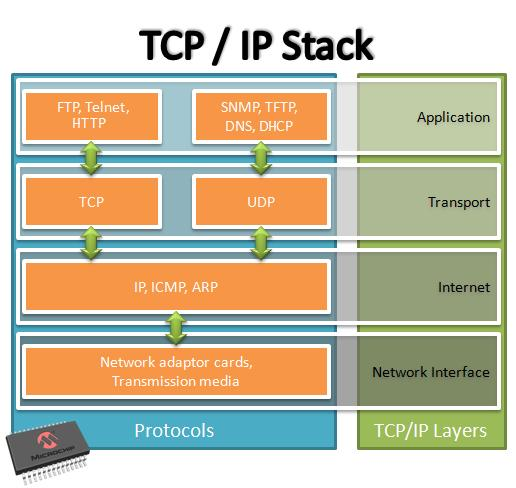 TCP / IP Stack
FTP, Telnet,
HTTP
SNMP, TFTP,
DNS, DHCP
Application
TCP
UDP
Transport
IP, ICMP, ARP
Internet
Network adaptor cards,
Transmission media
Network Interface
Protocols
TCP/IP Layers
MICROCHIP